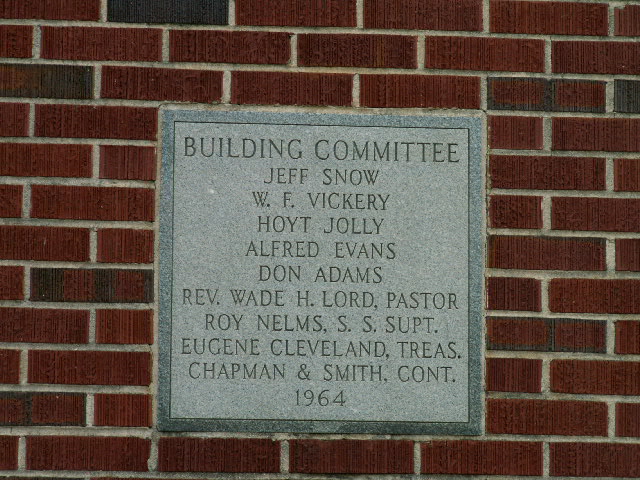 BUILDING COMMITTEE
JEFF SNOW
W. F. VICKERY
HOYT JOLLY
ALFRED EVANS
DON ADAMS
REV. WADE H. LORD, PASTOR
ROY NELMS, S. S. SUPT.
EUGENE CLEVELAND, TREAS.
CHAPMAN & SMITH, CONT.
1964